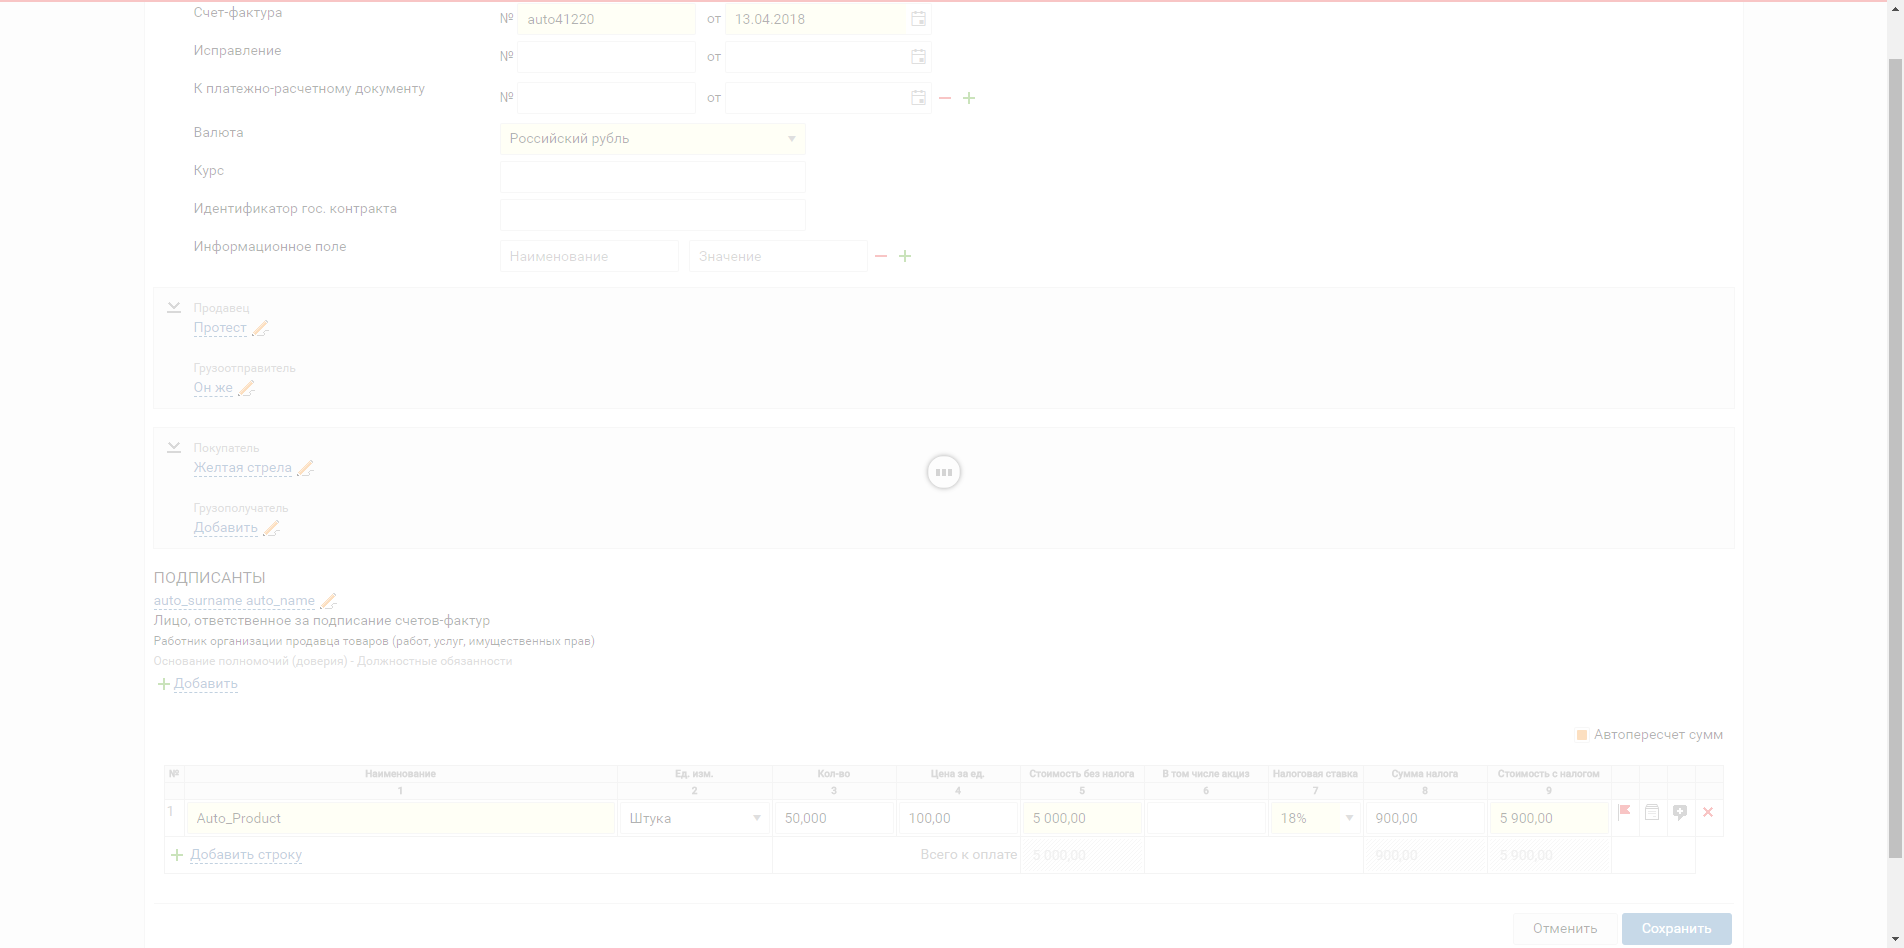 Счет-фактура № auto41220 от 13.04.2018
Исправление № от
К платежно-расчетному документу № от
Валюта Российский рубль
Курс
Идентификатор гос. контракта
Информационное поле Наименование Значение
Продавец
Протест
Грузоотправитель
Он же
Покупатель
Желтая стрела
Грузополучатель
Добавить
ПОДПИСАНТЫ
auto_surname auto_name
Лицо, ответственное за подписание счетов-фактур
Работник организации продавца товаров (работ, услуг, имущественных прав)
Основание полномочий (доверия) - Должностные обязанности
Добавить
Автопересчет сумм
№ Наименование Ед. изм. Кол-во Цена за ед. Стоимость без налога В том числе акциз Налоговая ставка Сумма налога Стоимость с налогом
1 2 3 4 5 6 7 8 9
1 Auto_Product Штука 50,000 100,00 5 000,00 18% 900,00 5 900,00
Добавить строку Всего к оплате 5 000,00 900,00 5 900,00
Отменить Сохранить